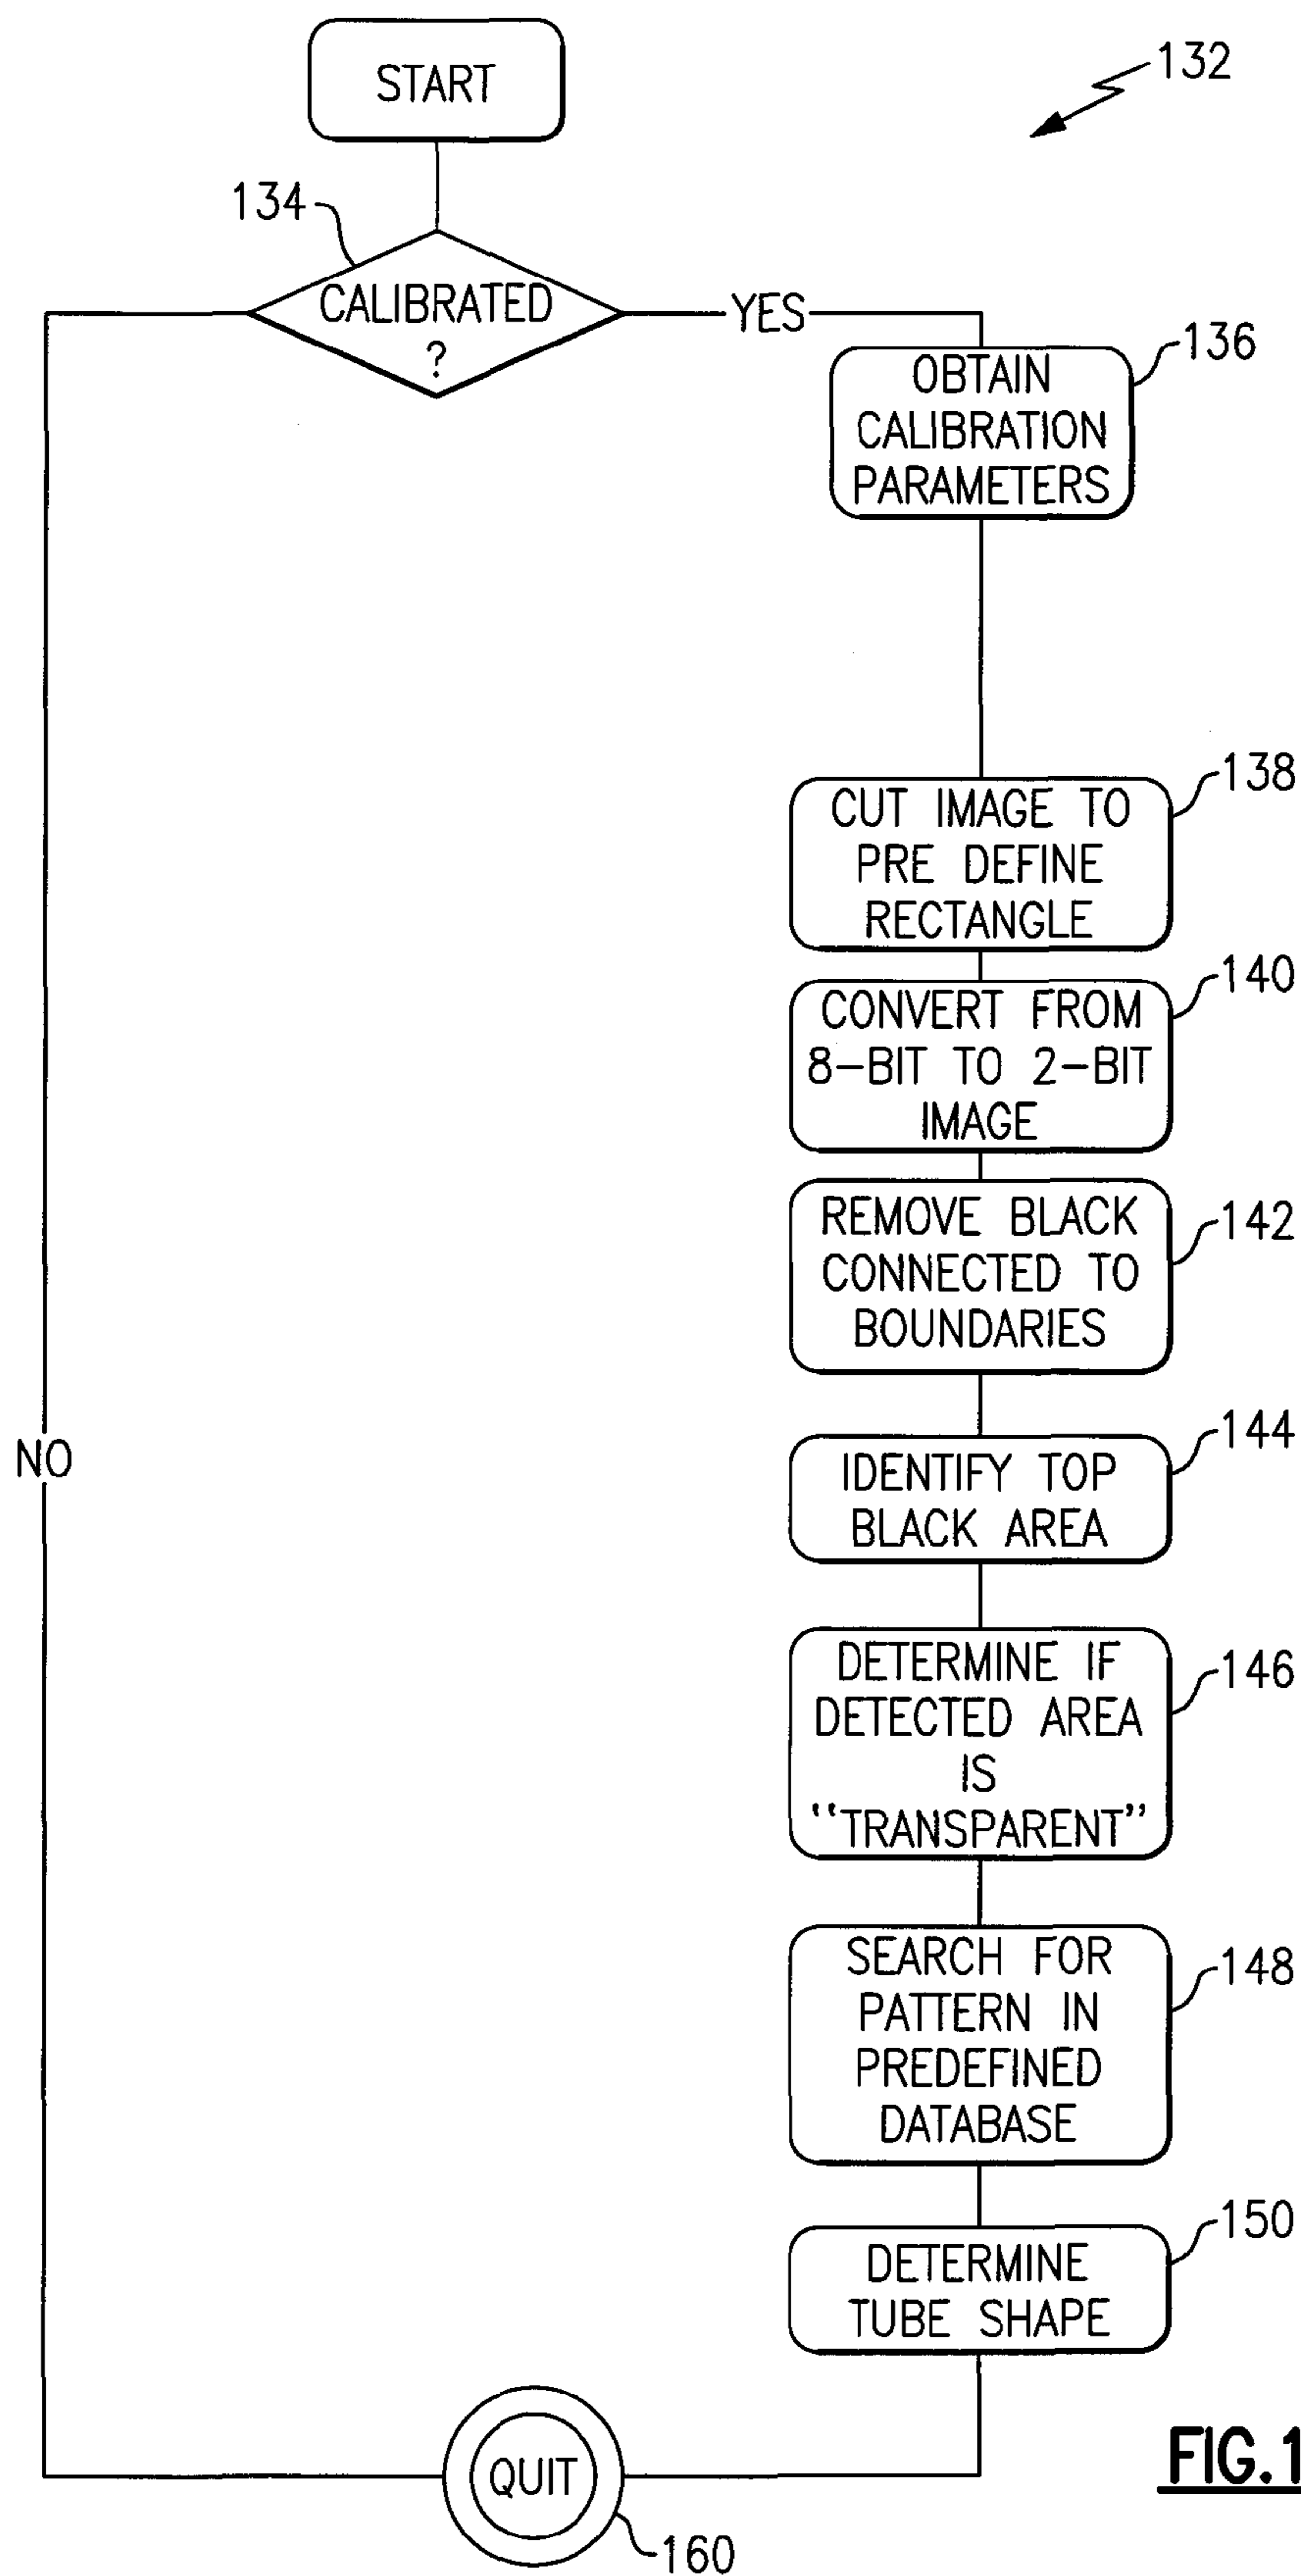 START
132
134
CALIBRATED
?
YES
136
OBTAIN
CALIBRATION
PARAMETERS
138
CUT IMAGE TO
PRE DEFINE
RECTANGLE
140
CONVERT FROM
8-BIT TO 2-BIT
IMAGE
142
REMOVE BLACK
CONNECTED TO
BOUNDARIES
144
NO
IDENTIFY TOP
BLACK AREA
146
DETERMINE IF
DETECTED AREA
IS
"TRANSPARENT"
148
SEARCH FOR
PATTERN IN
PREDEFINED
DATABASE
150
DETERMINE
TUBE SHAPE
QUIT
160
FIG.1